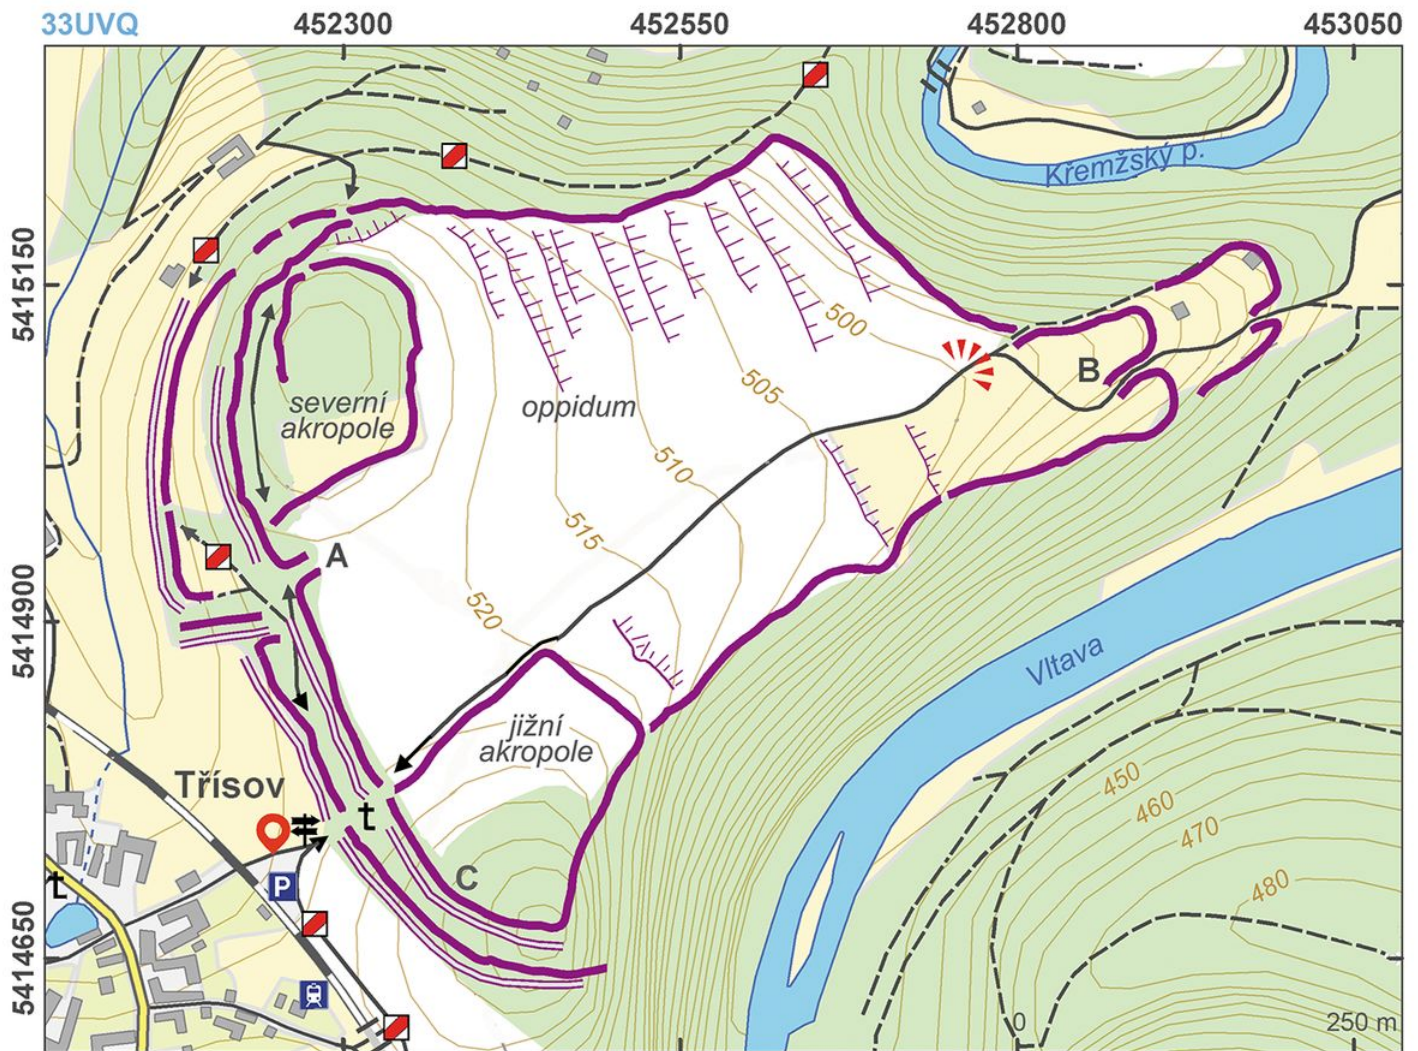 33UVQ
452300
452550
452800
453050
Křemžský p.
5415150
500
505
B
severní
akropole
oppidum
510
515
A
5414900
520
Vltava
jižní
akropole
Třísov
450
460
470
480
C
P
5414650
0
250 m